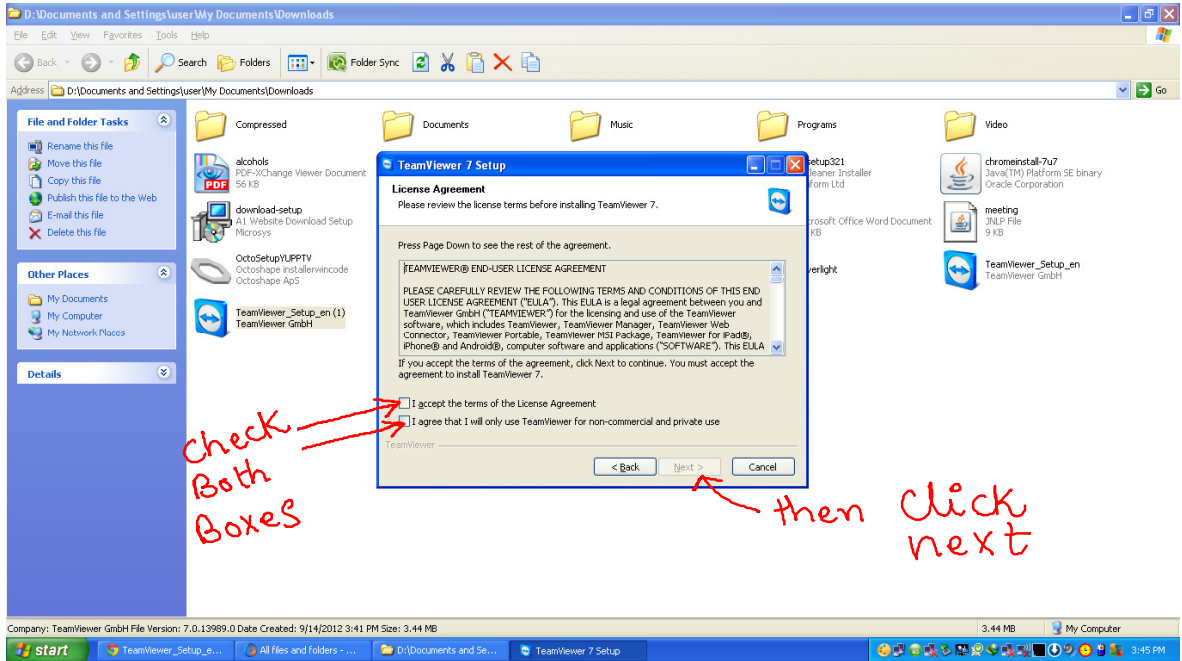 D:\Documents and Settings\user\My Documents\Downloads
File Edit View Favorites Tools Help
Back Search Folders Folder Sync
Address D:\Documents and Settings\user\My Documents\Downloads Go
File and Folder Tasks
Rename this file
Move this file
Copy this file
Publish this file to the Web
E-mail this file
Delete this file
Other Places
My Documents
My Computer
My Network Places
Details
Compressed
Documents
Music
Programs
Video
alcohols
PDF-XChange Viewer Document
56 KB
PDF
setup321
leaner Installer
iform Ltd
chromeinstall-7u7
Java(TM) Platform SE binary
Oracle Corporation
download-setup
A1 Website Download Setup
Microsys
crosoft Office Word Document
KB
meeting
JNLP File
9 KB
OctoSetupYUPPTV
Octoshape installerwincode
Octoshape ApS
verlight
TeamViewer_Setup_en
TeamViewer GmbH
TeamViewer_Setup_en (1)
TeamViewer GmbH
TeamViewer 7 Setup
License Agreement
Please review the license terms before installing TeamViewer 7.
Press Page Down to see the rest of the agreement.
TEAMVIEWER® END-USER LICENSE AGREEMENT
PLEASE CAREFULLY REVIEW THE FOLLOWING TERMS AND CONDITIONS OF THIS END
USER LICENSE AGREEMENT ("EULA"). This EULA is a legal agreement between you and
TeamViewer GmbH ("TEAMVIEWER") for the licensing and use of the TeamViewer
software, which includes TeamViewer, TeamViewer Manager, TeamViewer Web
Connector, TeamViewer Portable, TeamViewer MSI Package, TeamViewer for iPad®,
iPhone® and Android®, computer software and applications ("SOFTWARE"). This EULA
If you accept the terms of the agreement, click Next to continue. You must accept the
agreement to install TeamViewer 7.
I accept the terms of the License Agreement
I agree that I will only use TeamViewer for non-commercial and private use
TeamViewer
< Back Next > Cancel
check
Both
Boxes
then Click
next
Company: TeamViewer GmbH File Version: 7.0.13989.0 Date Created: 9/14/2012 3:41 PM Size: 3.44 MB 3.44 MB My Computer
start TeamViewer_Setup_e... All files and folders - ... D:\Documents and Se... TeamViewer 7 Setup 3:45 PM